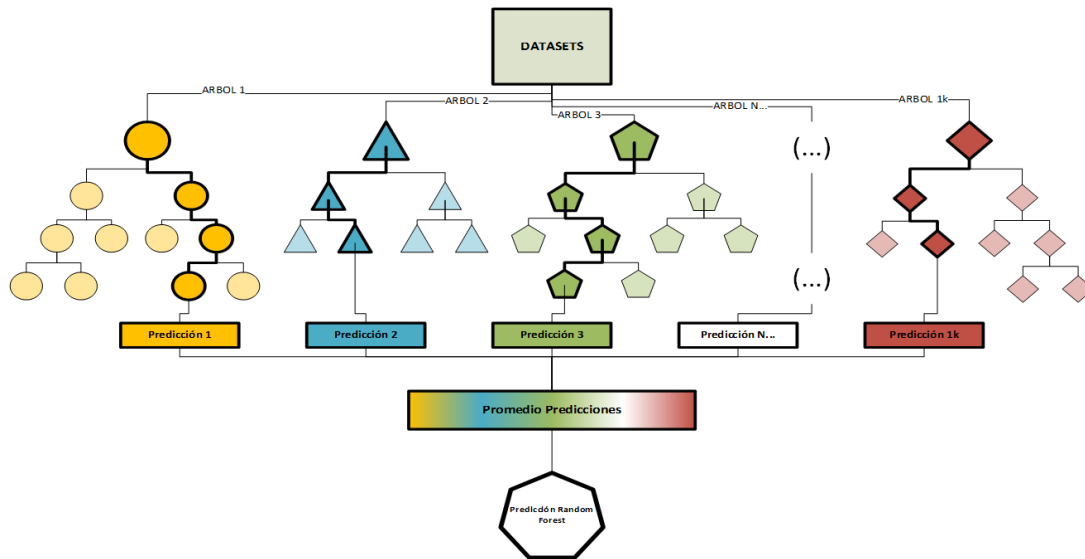 DATASETS
ARBOL 1
ARBOL 2
ARBOL 3
ARBOL N...
ARBOL 1k
(...)
(...)
Predicción 1
Predicción 2
Predicción 3
Predicción N...
Predicción 1k
Promedio Predicciones
Predicción Random
Forest